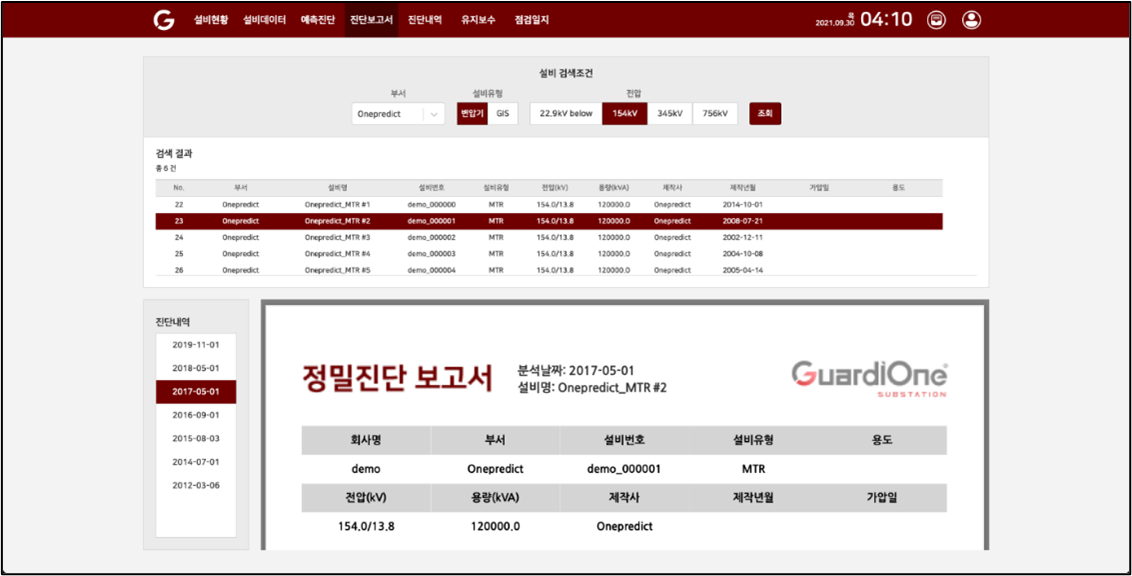 G 설비현황 설비데이터 예측진단 진단보고서 진단내역 유지보수 점검일지 2021.09.30 목 04:10
설비 검색조건
부서 설비유형 전압
Onepredict 변압기 GIS 22.9kV below 154kV 345kV 756kV 조회
검색 결과
총 6 건
No. 부서 설비명 설비번호 설비유형 전압(kV) 용량(kVA) 제작사 제작년월 가압일 용도
22 Onepredict Onepredict_MTR #1 demo_000000 MTR 154.0/13.8 120000.0 Onepredict 2014-10-01
23 Onepredict Onepredict_MTR #2 demo_000001 MTR 154.0/13.8 120000.0 Onepredict 2008-07-21
24 Onepredict Onepredict_MTR #3 demo_000002 MTR 154.0/13.8 120000.0 Onepredict 2002-12-11
25 Onepredict Onepredict_MTR #4 demo_000003 MTR 154.0/13.8 120000.0 Onepredict 2004-10-08
26 Onepredict Onepredict_MTR #5 demo_000004 MTR 154.0/13.8 120000.0 Onepredict 2005-04-14
진단내역
2019-11-01
2018-05-01
2017-05-01
2016-09-01
2015-08-03
2014-07-01
2012-03-06
정밀진단 보고서
분석날짜: 2017-05-01
설비명: Onepredict_MTR #2
GuardiOne
SUBSTATION
회사명 부서 설비번호 설비유형 용도
demo Onepredict demo_000001 MTR
전압(kV) 용량(kVA) 제작사 제작년월 가압일
154.0/13.8 120000.0 Onepredict